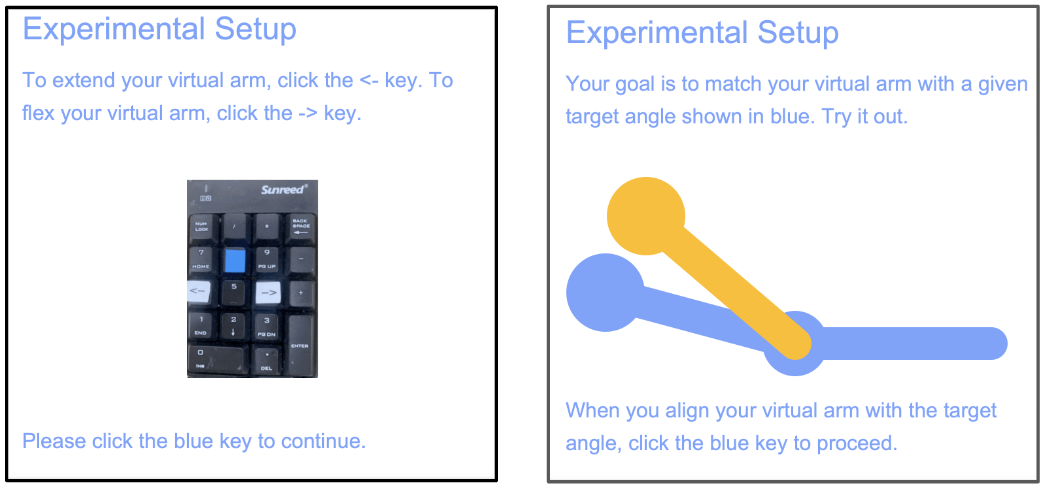 Experimental Setup
To extend your virtual arm, click the <- key. To
flex your virtual arm, click the -> key.
Sunreed®
NUM LOCK
/
*
BACK SPACE
7 HOME
9 PG UP
-
<--
5
-->
+
1 END
2 ↓
3 PG DN
ENTER
0 INS
. DEL
Please click the blue key to continue.
Experimental Setup
Your goal is to match your virtual arm with a given
target angle shown in blue. Try it out.
When you align your virtual arm with the target
angle, click the blue key to proceed.